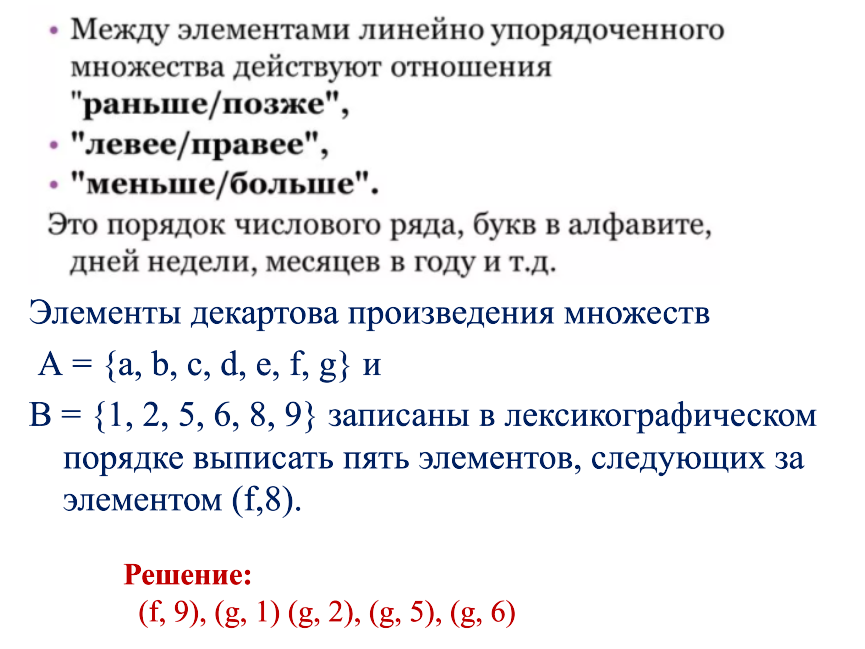 • Между элементами линейно упорядоченного
множества действуют отношения
"раньше/позже",
• "левее/правее",
• "меньше/больше".
Это порядок числового ряда, букв в алфавите,
дней недели, месяцев в году и т.д.
Элементы декартова произведения множеств
A = {a, b, c, d, e, f, g} и
B = {1, 2, 5, 6, 8, 9} записаны в лексикографическом
порядке выписать пять элементов, следующих за
элементом (f,8).
Решение:
(f, 9), (g, 1) (g, 2), (g, 5), (g, 6)